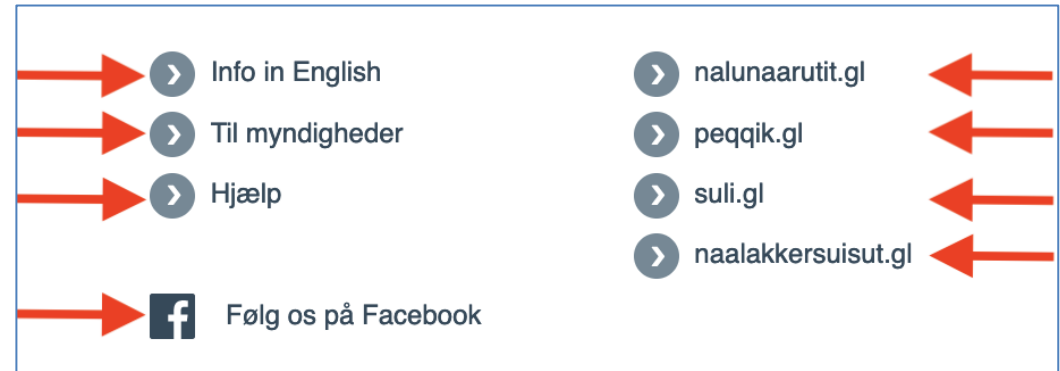 Info in English
Til myndigheder
Hjælp
Følg os på Facebook
nalunaarutit.gl
peqqik.gl
suli.gl
naalakkersuisut.gl